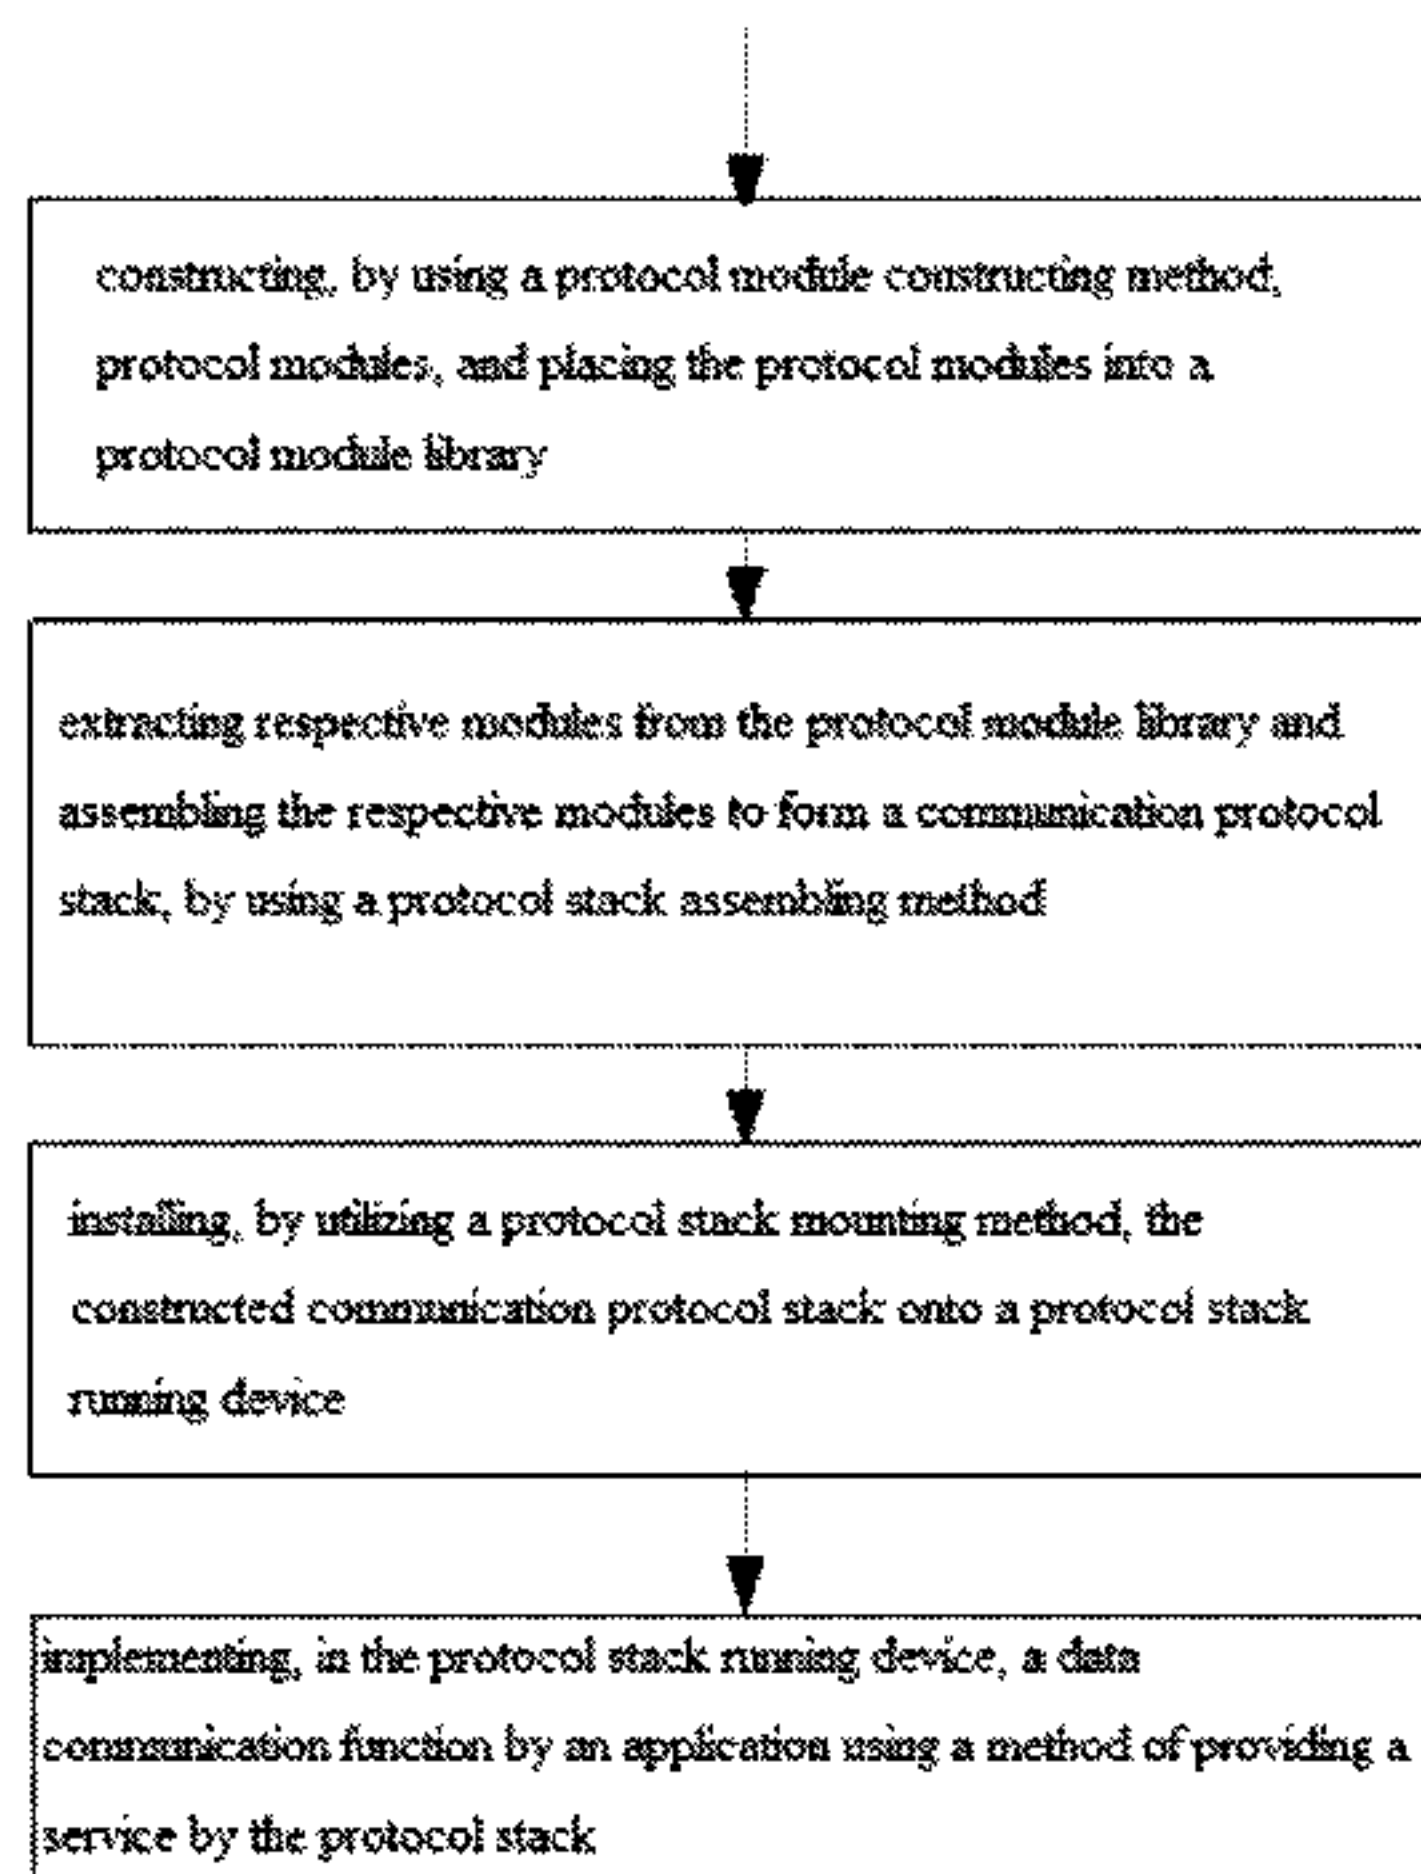 constructing, by using a protocol module constructing method,
protocol modules, and placing the protocol modules into a
protocol module library
extracting respective modules from the protocol module library and
assembling the respective modules to form a communication protocol
stack, by using a protocol stack assembling method
installing, by utilizing a protocol stack mounting method, the
constructed communication protocol stack onto a protocol stack
running device
implementing, in the protocol stack running device, a data
communication function by an application using a method of providing a
service by the protocol stack